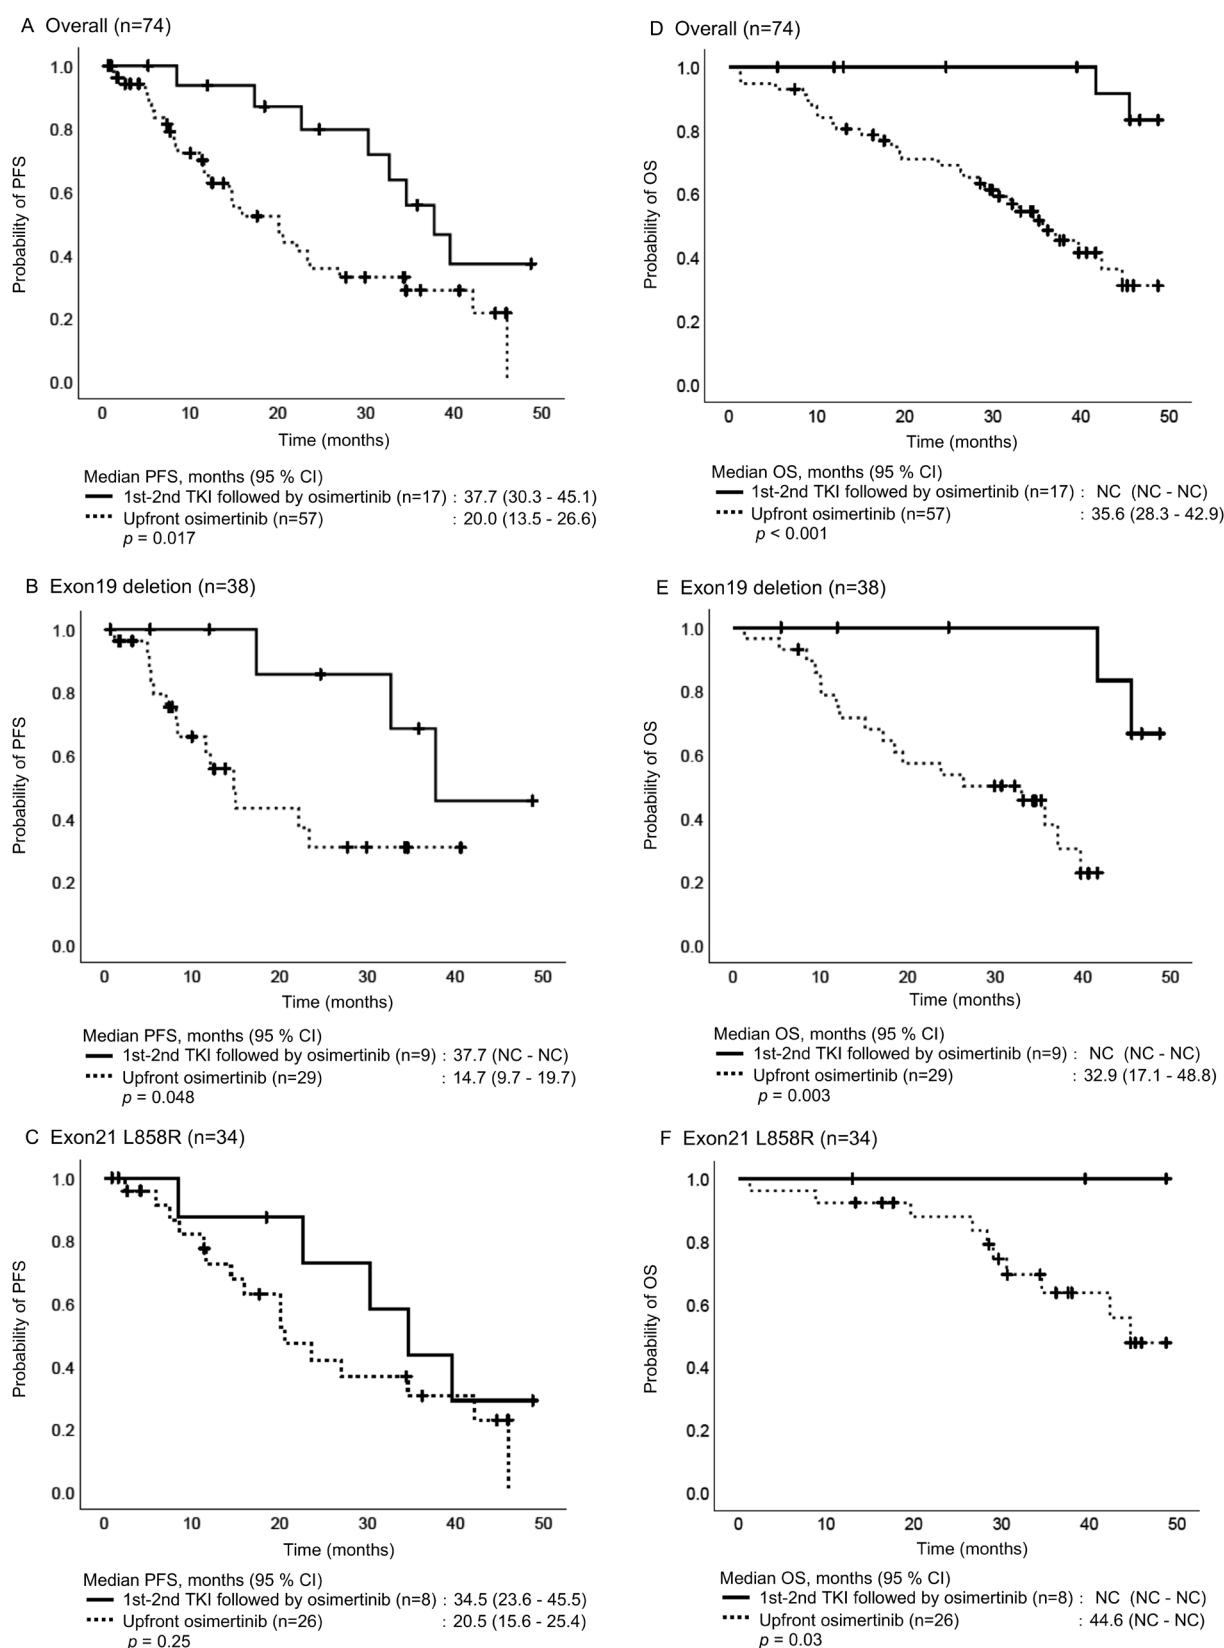 A Overall (n=74)
Probability of PFS
1.0
0.8
0.6
0.4
0.2
0.0
0 10 20 30 40 50
Time (months)
Median PFS, months (95 % CI)
1st-2nd TKI followed by osimertinib (n=17) : 37.7 (30.3 - 45.1)
Upfront osimertinib (n=57) : 20.0 (13.5 - 26.6)
p = 0.017
D Overall (n=74)
Probability of OS
1.0
0.8
0.6
0.4
0.2
0.0
0 10 20 30 40 50
Time (months)
Median OS, months (95 % CI)
1st-2nd TKI followed by osimertinib (n=17) : NC (NC - NC)
Upfront osimertinib (n=57) : 35.6 (28.3 - 42.9)
p < 0.001
B Exon19 deletion (n=38)
Probability of PFS
1.0
0.8
0.6
0.4
0.2
0.0
0 10 20 30 40 50
Time (months)
Median PFS, months (95 % CI)
1st-2nd TKI followed by osimertinib (n=9) : 37.7 (NC - NC)
Upfront osimertinib (n=29) : 14.7 (9.7 - 19.7)
p = 0.048
E Exon19 deletion (n=38)
Probability of OS
1.0
0.8
0.6
0.4
0.2
0.0
0 10 20 30 40 50
Time (months)
Median OS, months (95 % CI)
1st-2nd TKI followed by osimertinib (n=9) : NC (NC - NC)
Upfront osimertinib (n=29) : 32.9 (17.1 - 48.8)
p = 0.003
C Exon21 L858R (n=34)
Probability of PFS
1.0
0.8
0.6
0.4
0.2
0.0
0 10 20 30 40 50
Time (months)
Median PFS, months (95 % CI)
1st-2nd TKI followed by osimertinib (n=8) : 34.5 (23.6 - 45.5)
Upfront osimertinib (n=26) : 20.5 (15.6 - 25.4)
p = 0.25
F Exon21 L858R (n=34)
Probability of OS
1.0
0.8
0.6
0.4
0.2
0.0
0 10 20 30 40 50
Time (months)
Median OS, months (95 % CI)
1st-2nd TKI followed by osimertinib (n=8) : NC (NC - NC)
Upfront osimertinib (n=26) : 44.6 (NC - NC)
p = 0.03